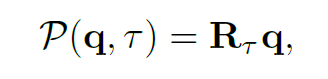 𝒫(𝐪, τ) = 𝐑_τ 𝐪,